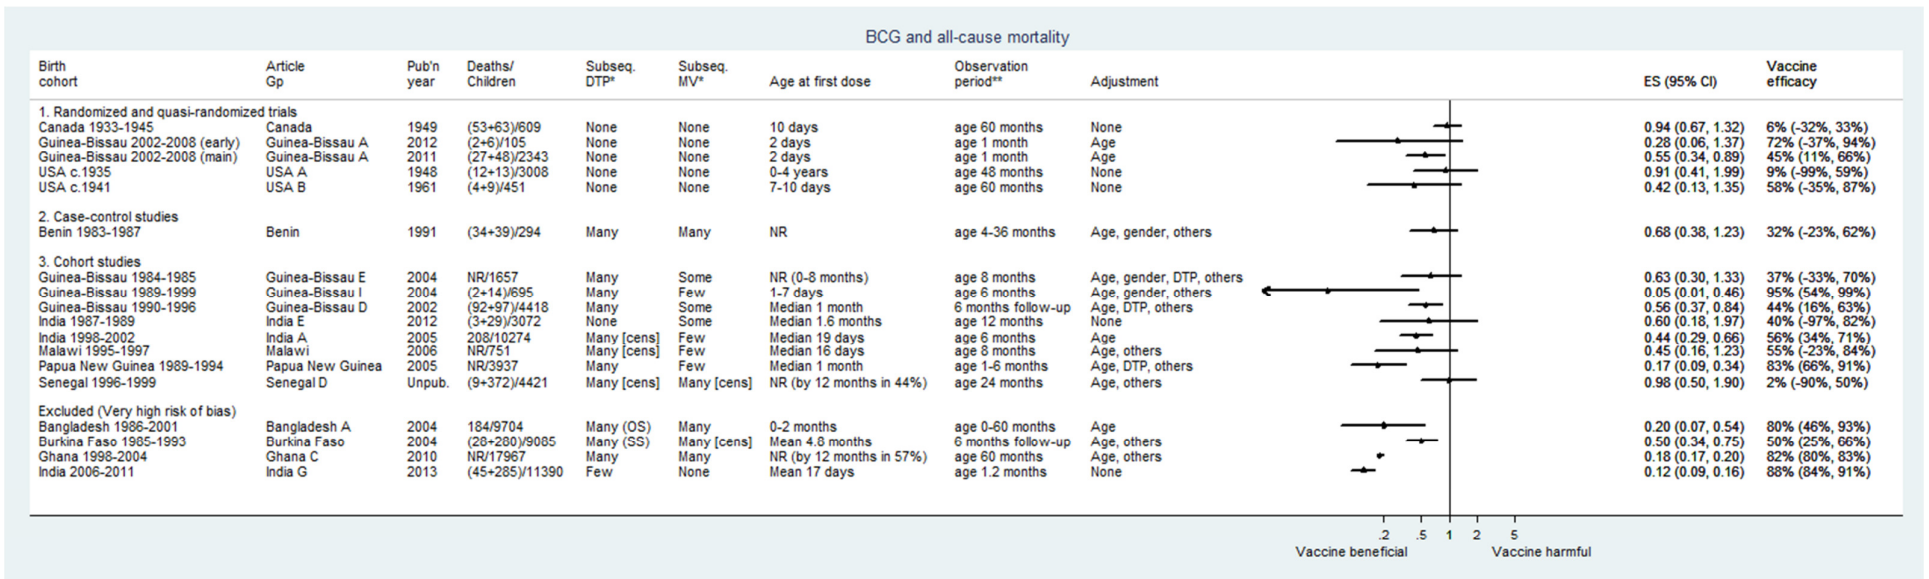 BCG and all-cause mortality
Birth cohort Article Gp Pub'n year Deaths/ Children Subseq. DTP* Subseq. MV* Age at first dose Observation period** Adjustment ES (95% CI) Vaccine efficacy
1. Randomized and quasi-randomized trials
Canada 1933-1945 Canada 1949 (53+63)/609 None None 10 days age 60 months None 0.94 (0.67, 1.32) 6% (-32%, 33%)
Guinea-Bissau 2002-2008 (early) Guinea-Bissau A 2012 (2+6)/105 None None 2 days age 1 month Age 0.28 (0.06, 1.37) 72% (-37%, 94%)
Guinea-Bissau 2002-2008 (main) Guinea-Bissau A 2011 (27+48)/2343 None None 2 days age 1 month Age 0.55 (0.34, 0.89) 45% (11%, 66%)
USA c.1935 USA A 1948 (12+13)/3008 None None 0-4 years age 48 months None 0.91 (0.41, 1.99) 9% (-99%, 59%)
USA c.1941 USA B 1961 (4+9)/451 None None 7-10 days age 60 months None 0.42 (0.13, 1.35) 58% (-35%, 87%)
2. Case-control studies
Benin 1983-1987 Benin 1991 (34+39)/294 Many Many NR age 4-36 months Age, gender, others 0.68 (0.38, 1.23) 32% (-23%, 62%)
3. Cohort studies
Guinea-Bissau 1984-1985 Guinea-Bissau E 2004 NR/1657 Many Some NR (0-8 months) age 8 months Age, gender, DTP, others 0.63 (0.30, 1.33) 37% (-33%, 70%)
Guinea-Bissau 1989-1999 Guinea-Bissau I 2004 (2+14)/695 Many Few 1-7 days age 6 months Age, gender, others 0.05 (0.01, 0.46) 95% (54%, 99%)
Guinea-Bissau 1990-1996 Guinea-Bissau D 2002 (92+97)/4418 Many Some Median 1 month 6 months follow-up Age, DTP, others 0.56 (0.37, 0.84) 44% (16%, 63%)
India 1987-1989 India E 2012 (3+29)/3072 None Some Median 1.6 months age 12 months None 0.60 (0.18, 1.97) 40% (-97%, 82%)
India 1998-2002 India A 2005 208/10274 Many [cens] Few Median 19 days age 6 months Age 0.44 (0.29, 0.66) 56% (34%, 71%)
Malawi 1995-1997 Malawi 2006 NR/751 Many [cens] Few Median 16 days age 8 months Age, others 0.45 (0.16, 1.23) 55% (-23%, 84%)
Papua New Guinea 1989-1994 Papua New Guinea 2005 NR/3937 Many Few Median 1 month age 1-6 months Age, DTP, others 0.17 (0.09, 0.34) 83% (66%, 91%)
Senegal 1996-1999 Senegal D Unpub. (9+372)/4421 Many [cens] Many [cens] NR (by 12 months in 44%) age 24 months Age, others 0.98 (0.50, 1.90) 2% (-90%, 50%)
Excluded (Very high risk of bias)
Bangladesh 1986-2001 Bangladesh A 2004 184/9704 Many (OS) Many 0-2 months age 0-60 months Age 0.20 (0.07, 0.54) 80% (46%, 93%)
Burkina Faso 1985-1993 Burkina Faso 2004 (28+280)/9085 Many (SS) Many [cens] Mean 4.8 months 6 months follow-up Age, others 0.50 (0.34, 0.75) 50% (25%, 66%)
Ghana 1998-2004 Ghana C 2010 NR/17967 Many Many NR (by 12 months in 57%) age 60 months Age, others 0.18 (0.17, 0.20) 82% (80%, 83%)
India 2006-2011 India G 2013 (45+285)/11390 Few None Mean 17 days age 1.2 months None 0.12 (0.09, 0.16) 88% (84%, 91%)
.2 .5 1 2 5
Vaccine beneficial Vaccine harmful